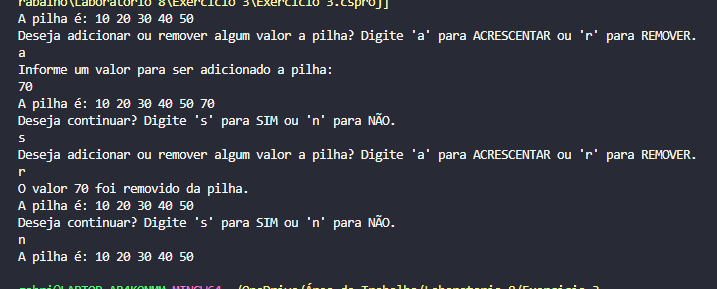 rabalho\Laboratorio 8\Exercicio 3\Exercicio 3.csproj]
A pilha é: 10 20 30 40 50
Deseja adicionar ou remover algum valor a pilha? Digite 'a' para ACRESCENTAR ou 'r' para REMOVER.
a
Informe um valor para ser adicionado a pilha:
70
A pilha é: 10 20 30 40 50 70
Deseja continuar? Digite 's' para SIM ou 'n' para NÃO.
s
Deseja adicionar ou remover algum valor a pilha? Digite 'a' para ACRESCENTAR ou 'r' para REMOVER.
r
O valor 70 foi removido da pilha.
A pilha é: 10 20 30 40 50
Deseja continuar? Digite 's' para SIM ou 'n' para NÃO.
n
A pilha é: 10 20 30 40 50